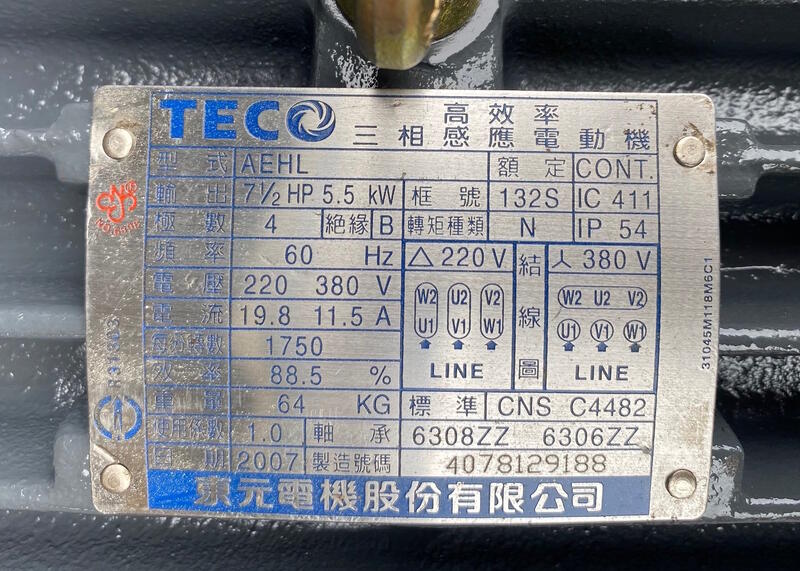 TECO 高效率
三相感應電動機
型式 AEHL 額定 CONT.
輸出 7½ HP 5.5 kW 框號 132S IC 411
極數 4 絕緣 B 轉矩種類 N IP 54
頻率 60 Hz
電壓 220 380 V
電流 19.8 11.5 A
每分轉數 1750
效率 88.5 %
重量 64 KG
使用係數 1.0 軸承 6308ZZ 6306ZZ
日期 2007 製造號碼 4078129188
△ 220 V
W2 U2 V2
U1 V1 W1
LINE
結線圖
人 380 V
W2 U2 V2
U1 V1 W1
LINE
標準 CNS C4482
東元電機股份有限公司
31045M118M6C1